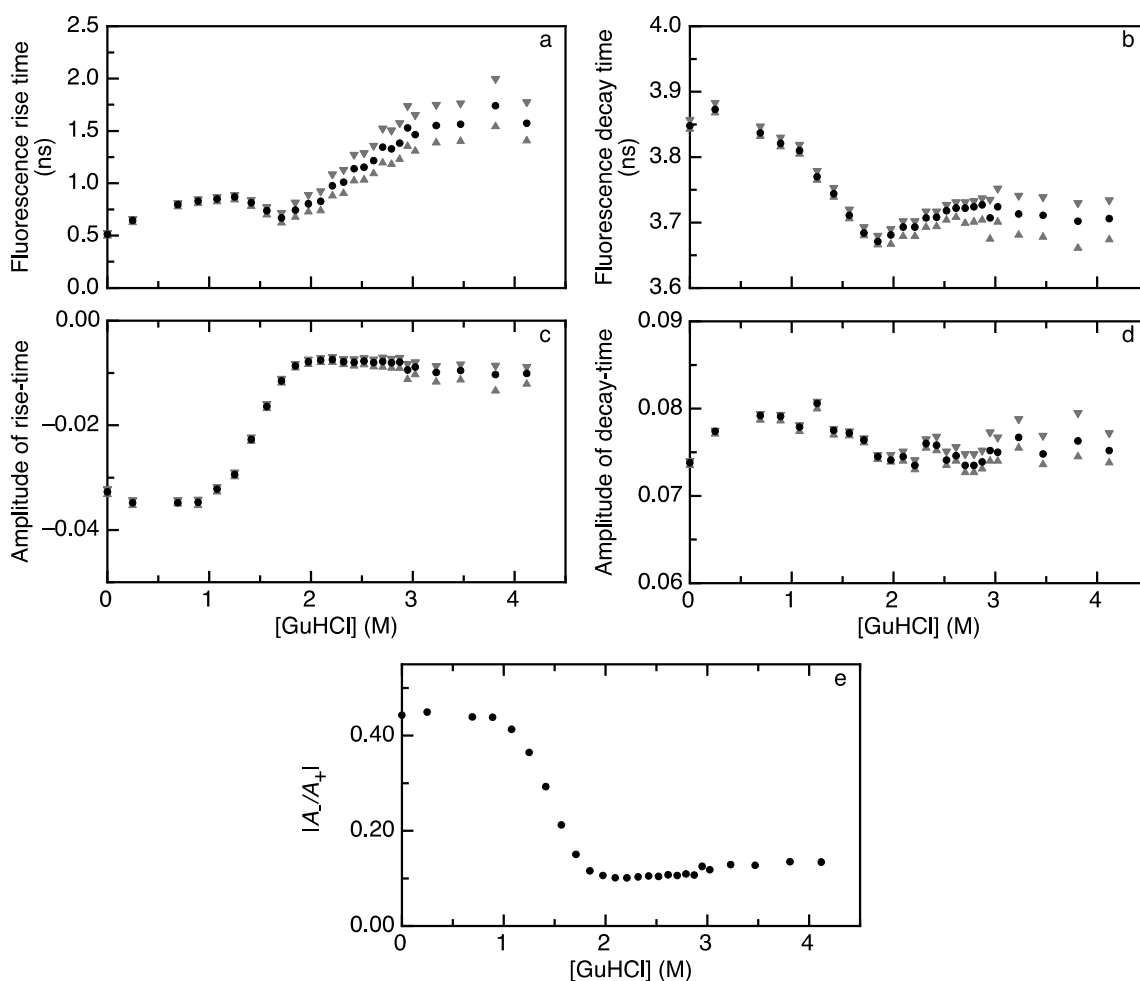 a
2.5
2.0
1.5
1.0
0.5
0.0
Fluorescence rise time
(ns)
b
4.0
3.9
3.8
3.7
3.6
Fluorescence decay time
(ns)
c
0.00
−0.02
−0.04
Amplitude of rise-time
0 1 2 3 4
[GuHCl] (M)
d
0.09
0.08
0.07
0.06
Amplitude of decay-time
0 1 2 3 4
[GuHCl] (M)
e
0.40
0.20
0.00
|A-/A+|
0 1 2 3 4
[GuHCl] (M)